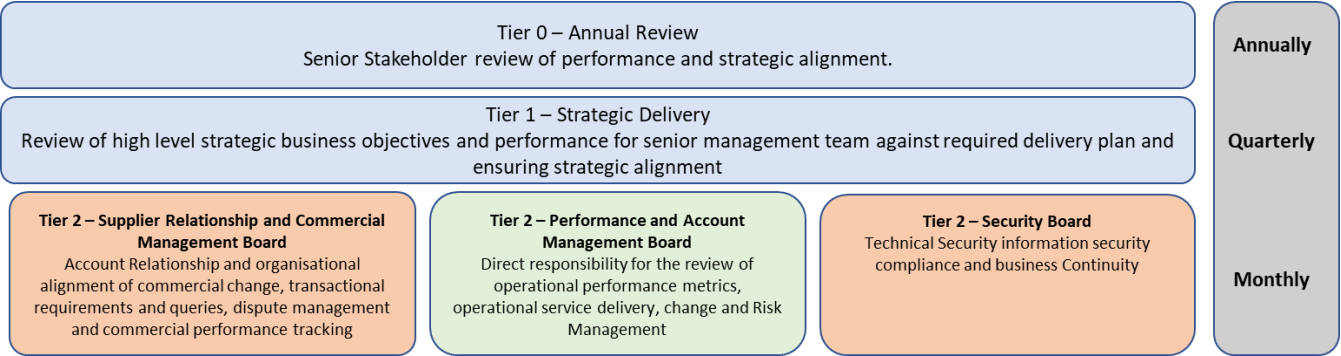 Tier 0 – Annual Review
Senior Stakeholder review of performance and strategic alignment.
Annually
Tier 1 – Strategic Delivery
Review of high level strategic business objectives and performance for senior management team against required delivery plan and
ensuring strategic alignment
Quarterly
Tier 2 – Supplier Relationship and Commercial
Management Board
Account Relationship and organisational
alignment of commercial change, transactional
requirements and queries, dispute management
and commercial performance tracking
Tier 2 – Performance and Account
Management Board
Direct responsibility for the review of
operational performance metrics,
operational service delivery, change and Risk
Management
Tier 2 – Security Board
Technical Security information security
compliance and business Continuity
Monthly